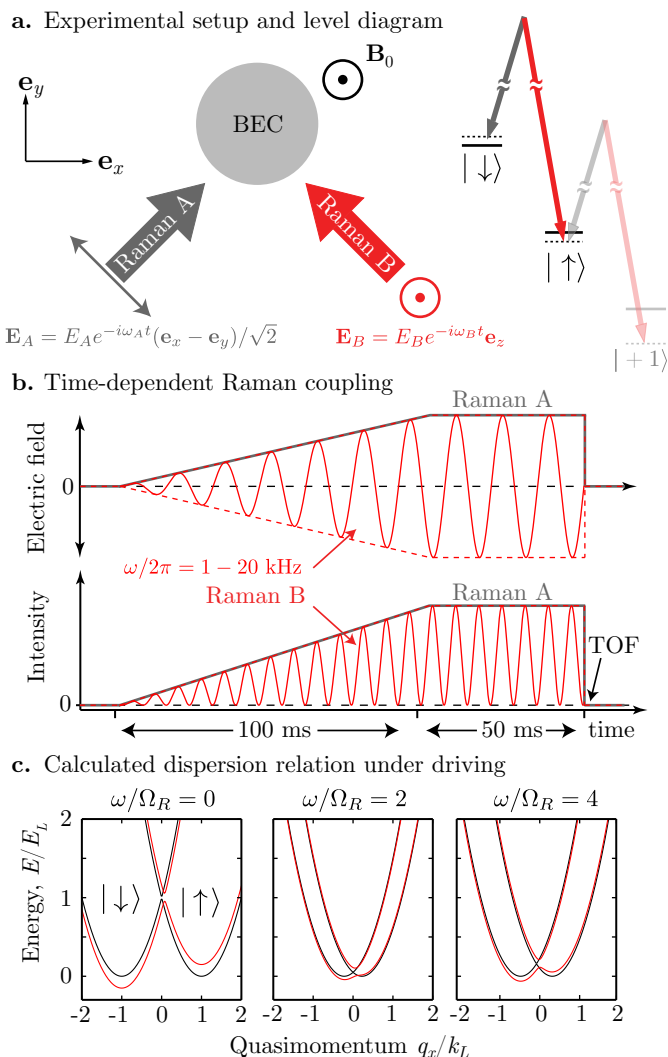 a. Experimental setup and level diagram
B₀
e_y
BEC
e_x
| ↓⟩
Raman A
Raman B
| ↑⟩
E_A = E_A e^{-iω_A t}(e_x − e_y)/√2
E_B = E_B e^{-iω_B t} e_z
| + 1⟩
b. Time-dependent Raman coupling
Raman A
Electric field
0
ω/2π = 1 − 20 kHz
Raman B
Raman A
Intensity
TOF
0
100 ms
50 ms
time
c. Calculated dispersion relation under driving
ω/Ω_R = 0
ω/Ω_R = 2
ω/Ω_R = 4
Energy, E/E_L
2
| ↓⟩
| ↑⟩
1
0
-2 -1 0 1 2
-2 -1 0 1 2
-2 -1 0 1 2
Quasimomentum q_x/k_L